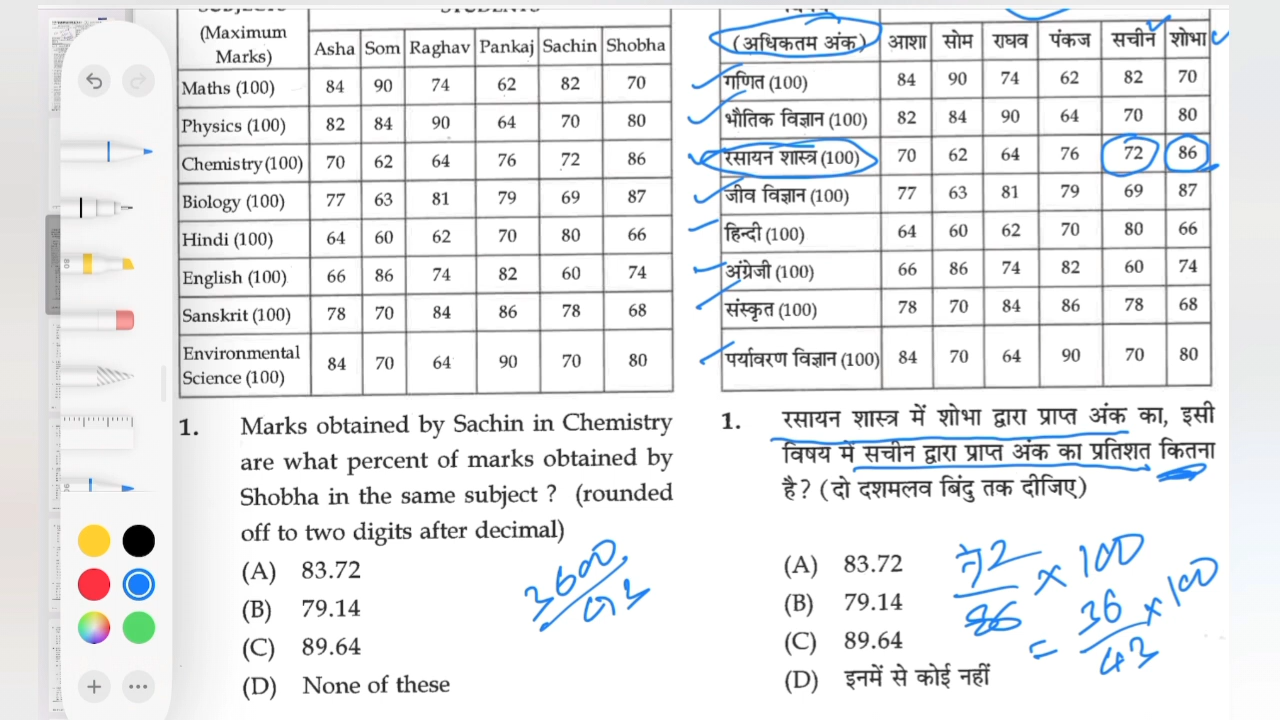 (Maximum
Marks)
Asha Som Raghav Pankaj Sachin Shobha
Maths (100) 84 90 74 62 82 70
Physics (100) 82 84 90 64 70 80
Chemistry (100) 70 62 64 76 72 86
Biology (100) 77 63 81 79 69 87
Hindi (100) 64 60 62 70 80 66
English (100) 66 86 74 82 60 74
Sanskrit (100) 78 70 84 86 78 68
Environmental
Science (100) 84 70 64 90 70 80
1. Marks obtained by Sachin in Chemistry
are what percent of marks obtained by
Shobha in the same subject ? (rounded
off to two digits after decimal)
(A) 83.72
(B) 79.14
(C) 89.64
(D) None of these
3600
(अधिकतम अंक) आशा सोम राघव पंकज सचीन शोभा
गणित (100) 84 90 74 62 82 70
भौतिक विज्ञान (100) 82 84 90 64 70 80
रसायन शास्त्र (100) 70 62 64 76 72 86
जीव विज्ञान (100) 77 63 81 79 69 87
हिन्दी (100) 64 60 62 70 80 66
अंग्रेजी (100) 66 86 74 82 60 74
संस्कृत (100) 78 70 84 86 78 68
पर्यावरण विज्ञान (100) 84 70 64 90 70 80
1. रसायन शास्त्र में शोभा द्वारा प्राप्त अंक का, इसी
विषय में सचीन द्वारा प्राप्त अंक का प्रतिशत कितना
है? (दो दशमलव बिंदु तक दीजिए)
(A) 83.72
(B) 79.14
(C) 89.64
(D) इनमें से कोई नहीं
72 × 100
86
= 36 × 100
43